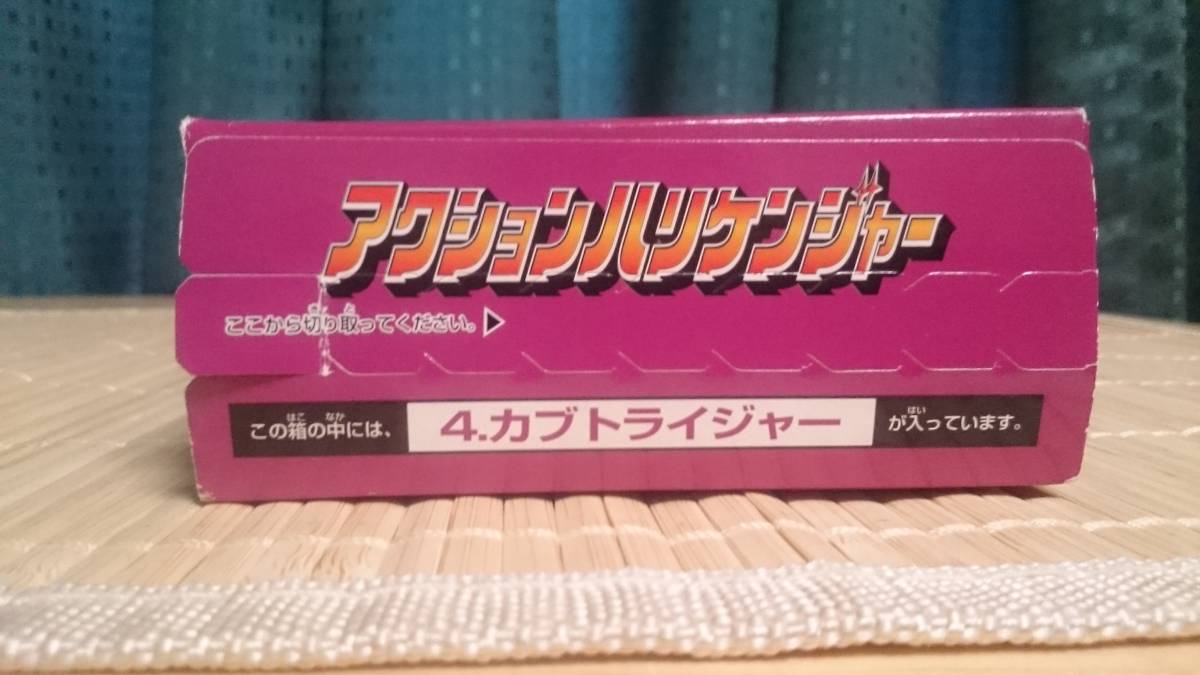 アクションハリケンジャー
ここから切り取ってください。▶
この箱の中には、 4.カブトライジャー が入っています。